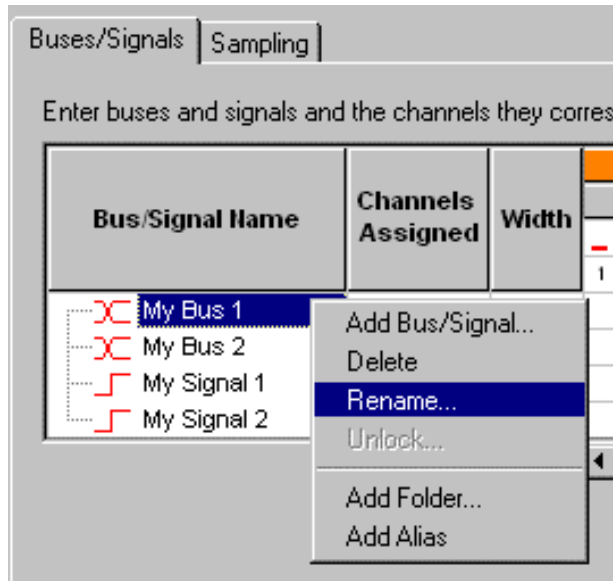 Buses/Signals
Sampling
Enter buses and signals and the channels they
Bus/Signal Name
Channels
Assigned
Width
1
My Bus 1
My Bus 2
My Signal 1
My Signal 2
Add Bus/Signal...
Delete
Rename...
Unlock...
Add Folder...
Add Alias